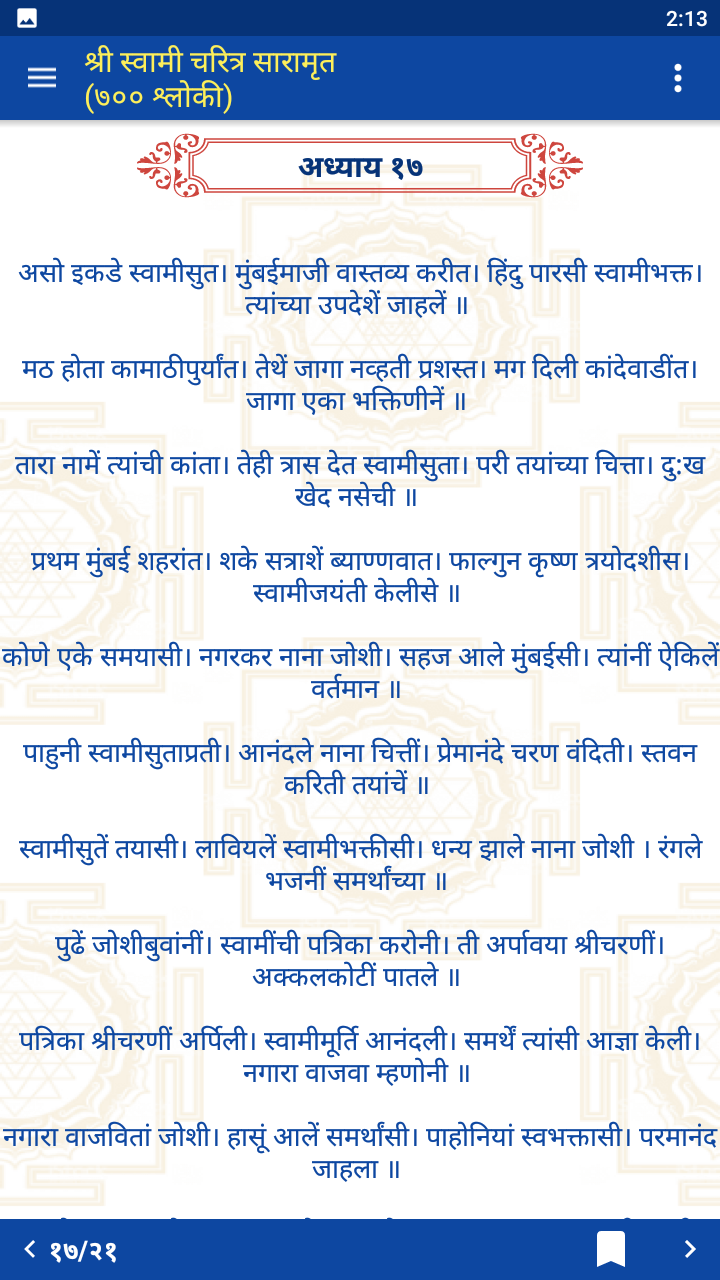 2:13
श्री स्वामी चरित्र सारामृत
(७०० श्लोकी)
अध्याय १७
असो इकडे स्वामीसुत। मुंबईमाजी वास्तव्य करीत। हिंदु पारसी स्वामीभक्त।
त्यांच्या उपदेशें जाहलें ॥
मठ होता कामाठीपुर्यांत। तेथें जागा नव्हती प्रशस्त। मग दिली कांदेवाडींत।
जागा एका भक्तिणीनें ॥
तारा नामें त्यांची कांता। तेही त्रास देत स्वामीसुता। परी तयांच्या चित्ता। दु:ख
खेद नसेची ॥
प्रथम मुंबई शहरांत। शके सत्राशें ब्याण्णवात। फाल्गुन कृष्ण त्रयोदशीस।
स्वामीजयंती केलीसे ॥
कोणे एके समयासी। नगरकर नाना जोशी। सहज आले मुंबईसी। त्यांनीं ऐकिलें
वर्तमान ॥
पाहुनी स्वामीसुताप्रती। आनंदले नाना चित्तीं। प्रेमानंदे चरण वंदिती। स्तवन
करिती तयांचें ॥
स्वामीसुतें तयासी। लावियलें स्वामीभक्तीसी। धन्य झाले नाना जोशी । रंगले
भजनीं समर्थांच्या ॥
पुढें जोशीबुवांनीं। स्वामींची पत्रिका करोनी। ती अर्पावया श्रीचरणीं।
अक्कलकोटीं पातले ॥
पत्रिका श्रीचरणीं अर्पिली। स्वामीमूर्ति आनंदली। समर्थें त्यांसी आज्ञा केली।
नगारा वाजवा म्हणोनी ॥
नगारा वाजवितां जोशी। हासूं आलें समर्थांसी। पाहोनियां स्वभक्तासी। परमानंद
जाहला ॥
१७/२१